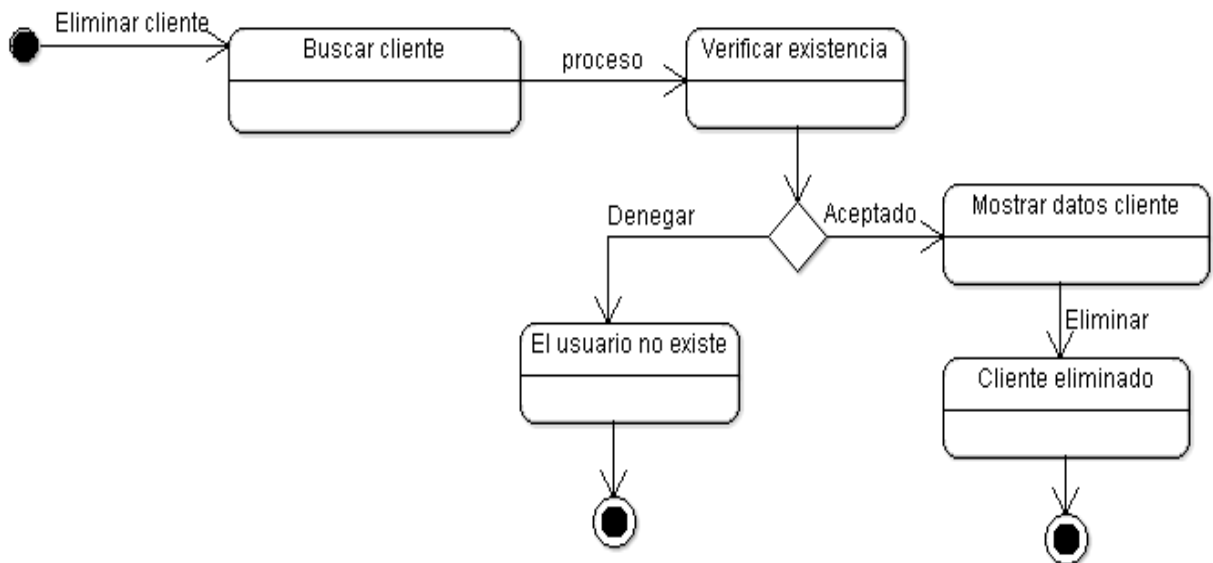 Eliminar cliente
Buscar cliente
proceso
Verificar existencia
Denegar
Aceptado
Mostrar datos cliente
El usuario no existe
Eliminar
Cliente eliminado